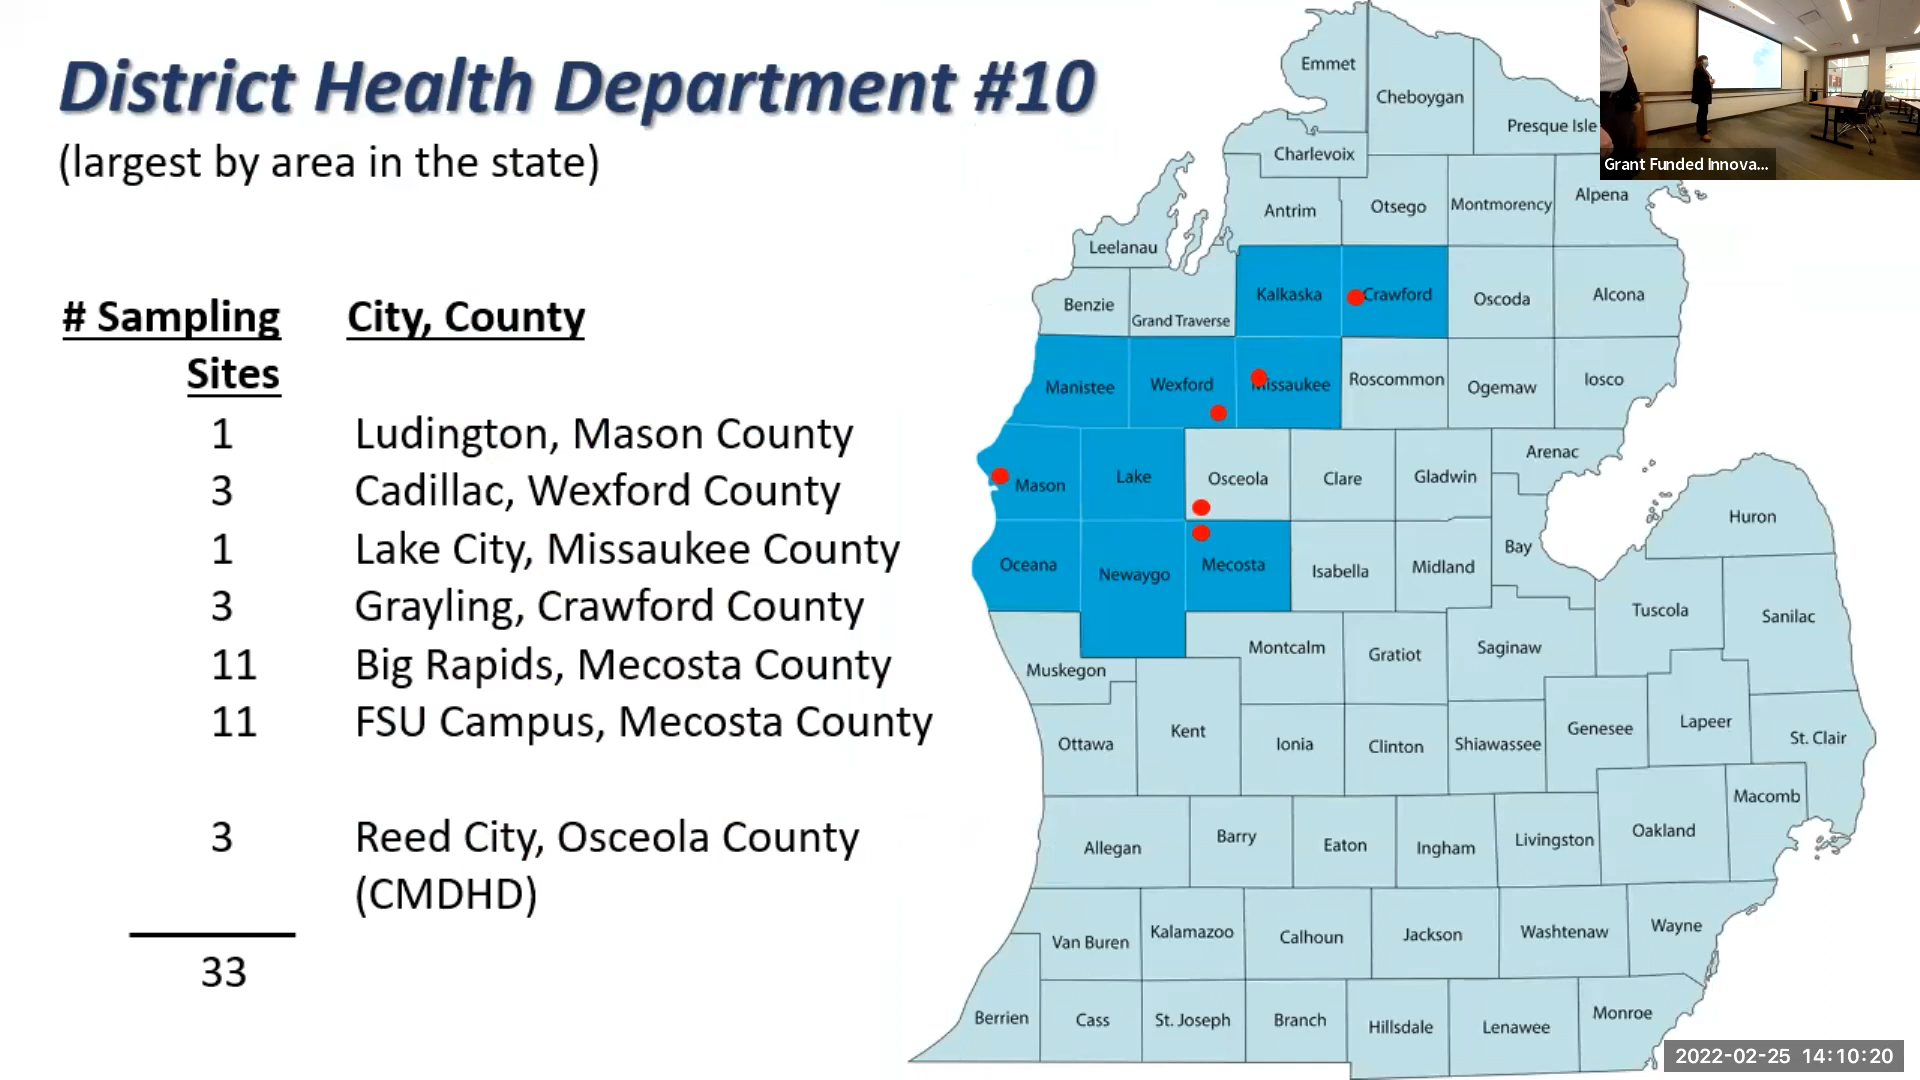 District Health Department #10
(largest by area in the state)
# Sampling Sites City, County
1 Ludington, Mason County
3 Cadillac, Wexford County
1 Lake City, Missaukee County
3 Grayling, Crawford County
11 Big Rapids, Mecosta County
11 FSU Campus, Mecosta County
3 Reed City, Osceola County
(CMDHD)
33
Emmet
Cheboygan
Presque Isle
Charlevoix
Antrim
Otsego
Montmorency
Alpena
Leelanau
Benzie
Grand Traverse
Kalkaska
Crawford
Oscoda
Alcona
Manistee
Wexford
Missaukee
Roscommon
Ogemaw
Iosco
Mason
Lake
Osceola
Clare
Gladwin
Arenac
Huron
Oceana
Newaygo
Mecosta
Isabella
Midland
Bay
Tuscola
Sanilac
Muskegon
Montcalm
Gratiot
Saginaw
Ottawa
Kent
Ionia
Clinton
Shiawassee
Genesee
Lapeer
St. Clair
Macomb
Allegan
Barry
Eaton
Ingham
Livingston
Oakland
Van Buren
Kalamazoo
Calhoun
Jackson
Washtenaw
Wayne
Berrien
Cass
St. Joseph
Branch
Hillsdale
Lenawee
Monroe
Grant Funded Innova...
2022-02-25 14:10:20